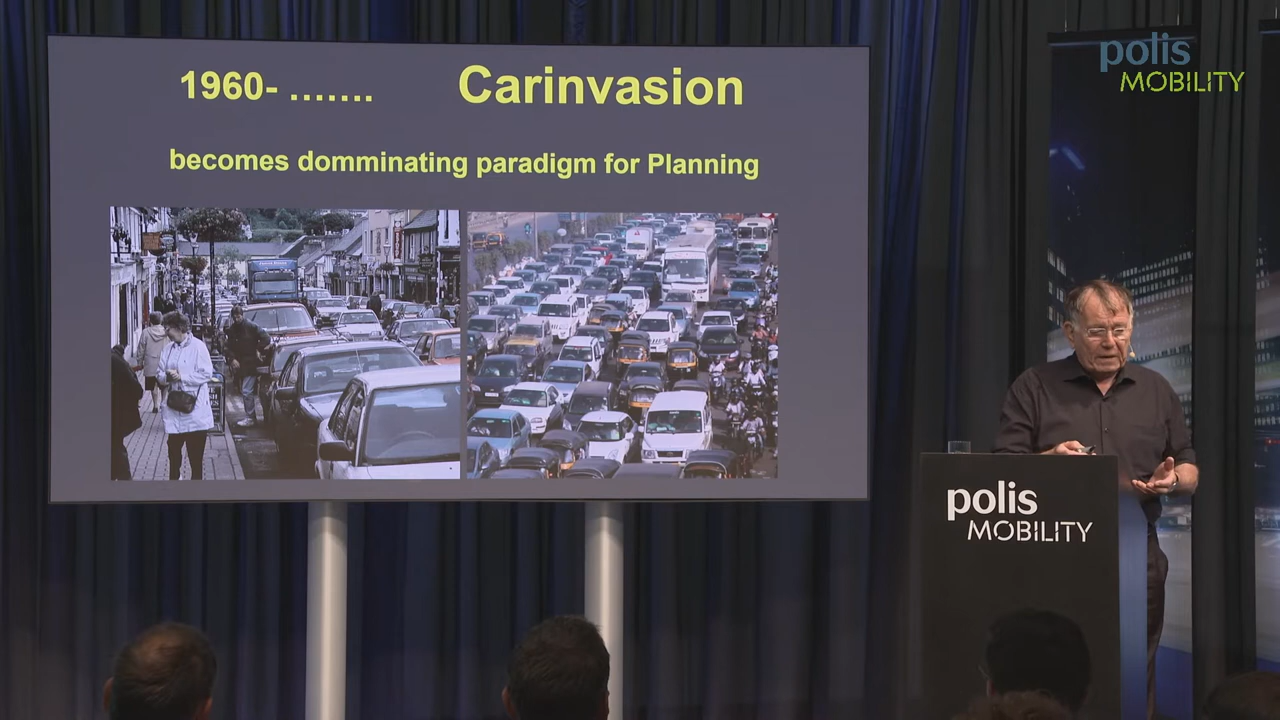 1960- ....... Carinvasion
becomes domminating paradigm for Planning
polis
MOBILITY
polis
MOBILITY